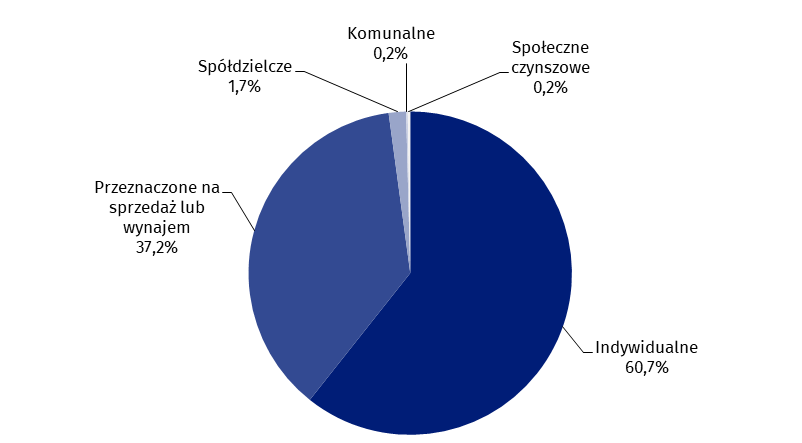 Komunalne
0,2%
Społeczne
czynszowe
0,2%
Spółdzielcze
1,7%
Przeznaczone na
sprzedaż lub
wynajem
37,2%
Indywidualne
60,7%